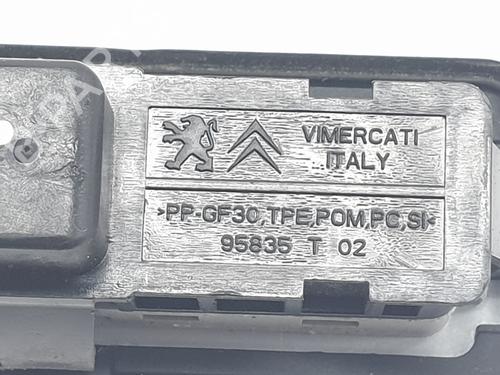 VIMERCATI
ITALY
>PP-GF30,TPE,POM,PC,SI<
95835 T 02